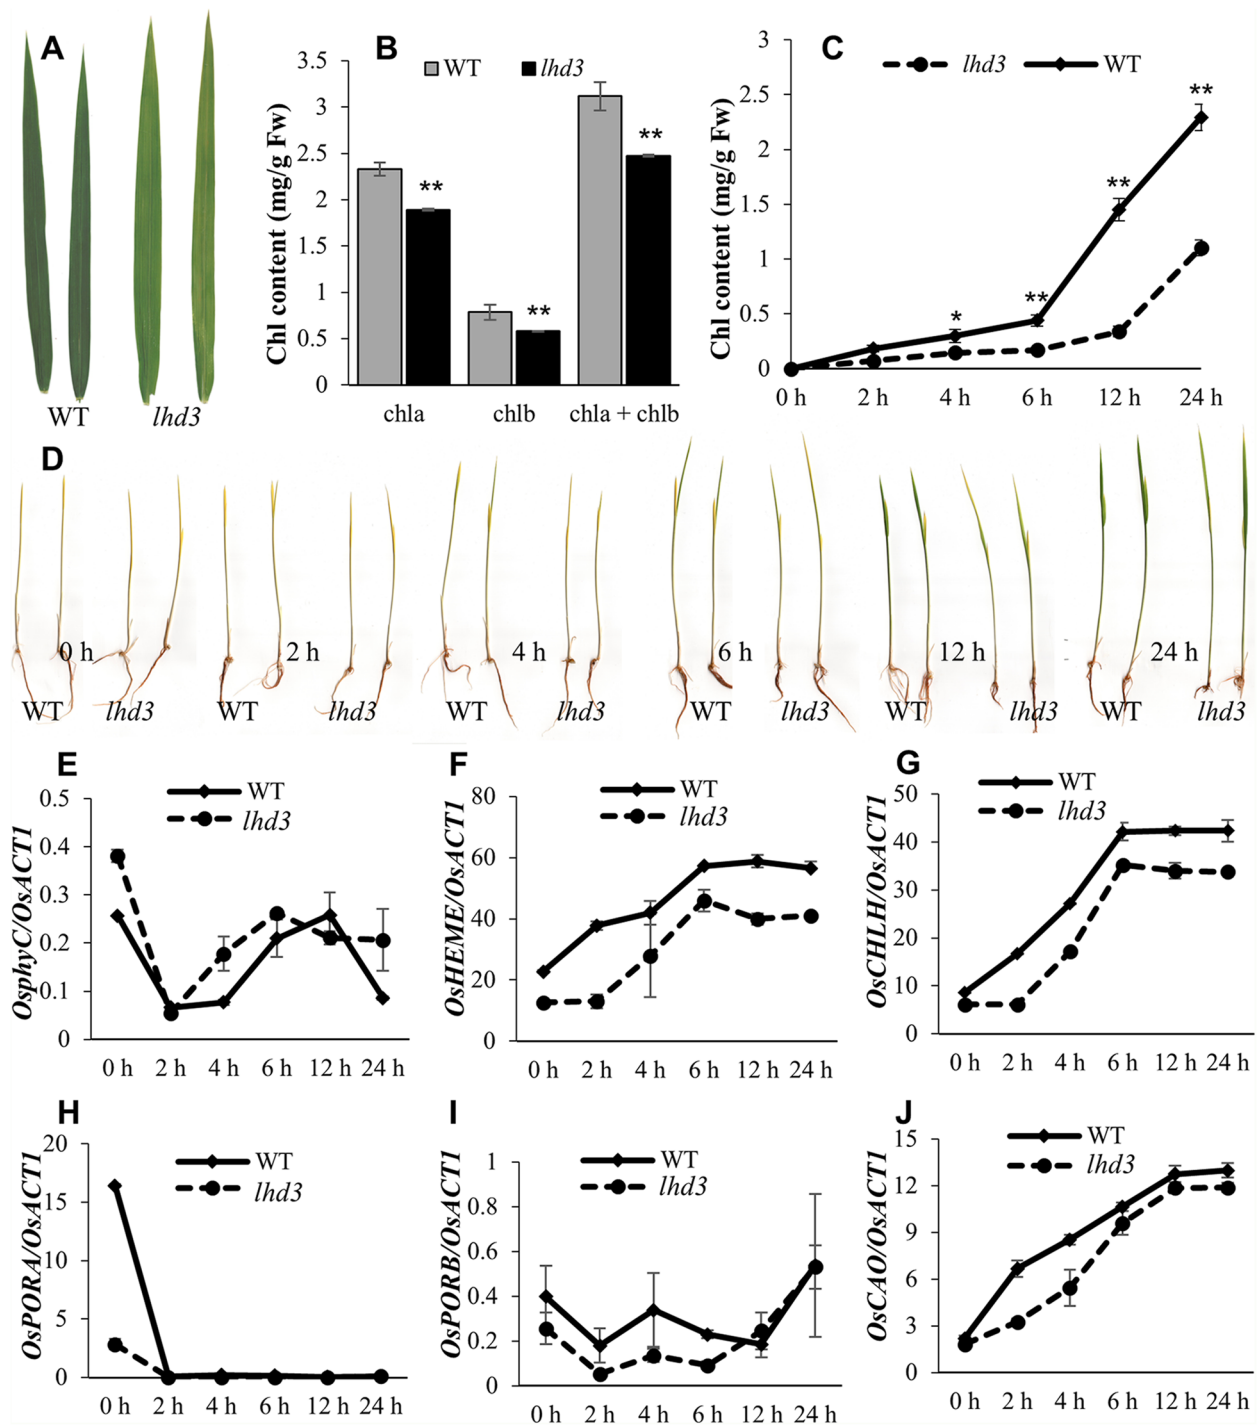 A
WT
lhd3
B
WT
lhd3
Chl content (mg/g Fw)
3.5
3
2.5
2
1.5
1
0.5
0
**
**
**
chla
chlb
chla + chlb
C
lhd3
WT
Chl content (mg/g Fw)
3
2.5
2
1.5
1
0.5
0
*
**
**
**
0 h
2 h
4 h
6 h
12 h
24 h
D
0 h
2 h
4 h
6 h
12 h
24 h
WT
lhd3
WT
lhd3
WT
lhd3
WT
lhd3
WT
lhd3
WT
lhd3
E
WT
lhd3
OsphyC/OsACT1
0.5
0.4
0.3
0.2
0.1
0
0 h
2 h
4 h
6 h
12 h
24 h
F
WT
lhd3
OsHEME/OsACT1
80
60
40
20
0
0 h
2 h
4 h
6 h
12 h
24 h
G
WT
lhd3
OsCHLH/OsACT1
50
40
30
20
10
0
0 h
2 h
4 h
6 h
12 h
24 h
H
WT
lhd3
OsPORA/OsACT1
20
15
10
5
0
0 h
2 h
4 h
6 h
12 h
24 h
I
WT
lhd3
OsPORB/OsACT1
1
0.8
0.6
0.4
0.2
0
0 h
2 h
4 h
6 h
12 h
24 h
J
WT
lhd3
OsCAO/OsACT1
15
12
9
6
3
0
0 h
2 h
4 h
6 h
12 h
24 h